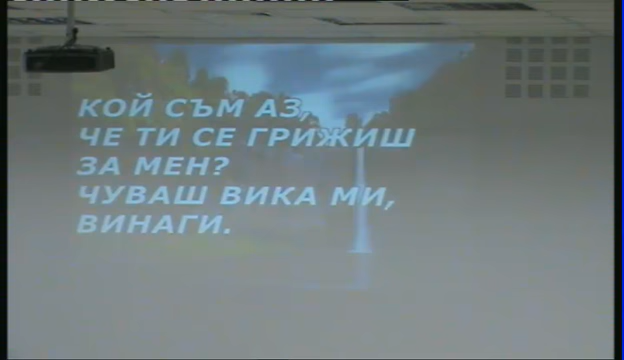 КОЙ СЪМ АЗ,
ЧЕ ТИ СЕ ГРИЖИШ
ЗА МЕН?
ЧУВАШ ВИКА МИ,
ВИНАГИ.